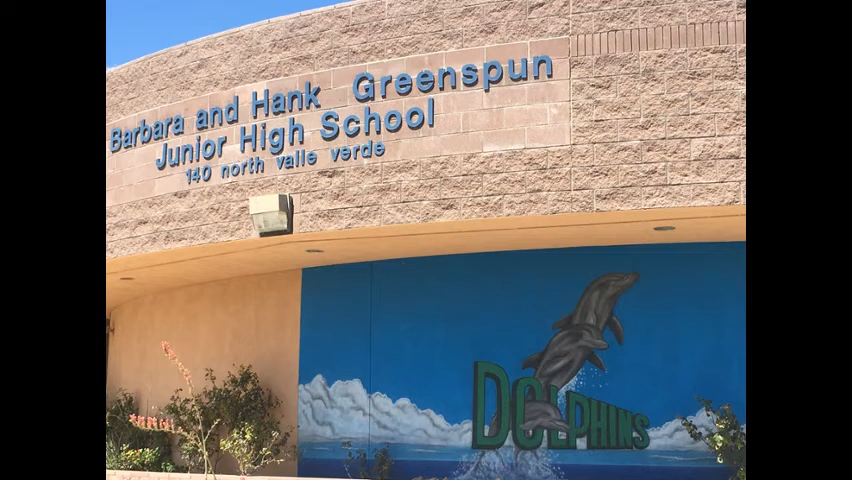 Barbara and Hank Greenspun
Junior High School
140 north valle verde
DOLPHINS